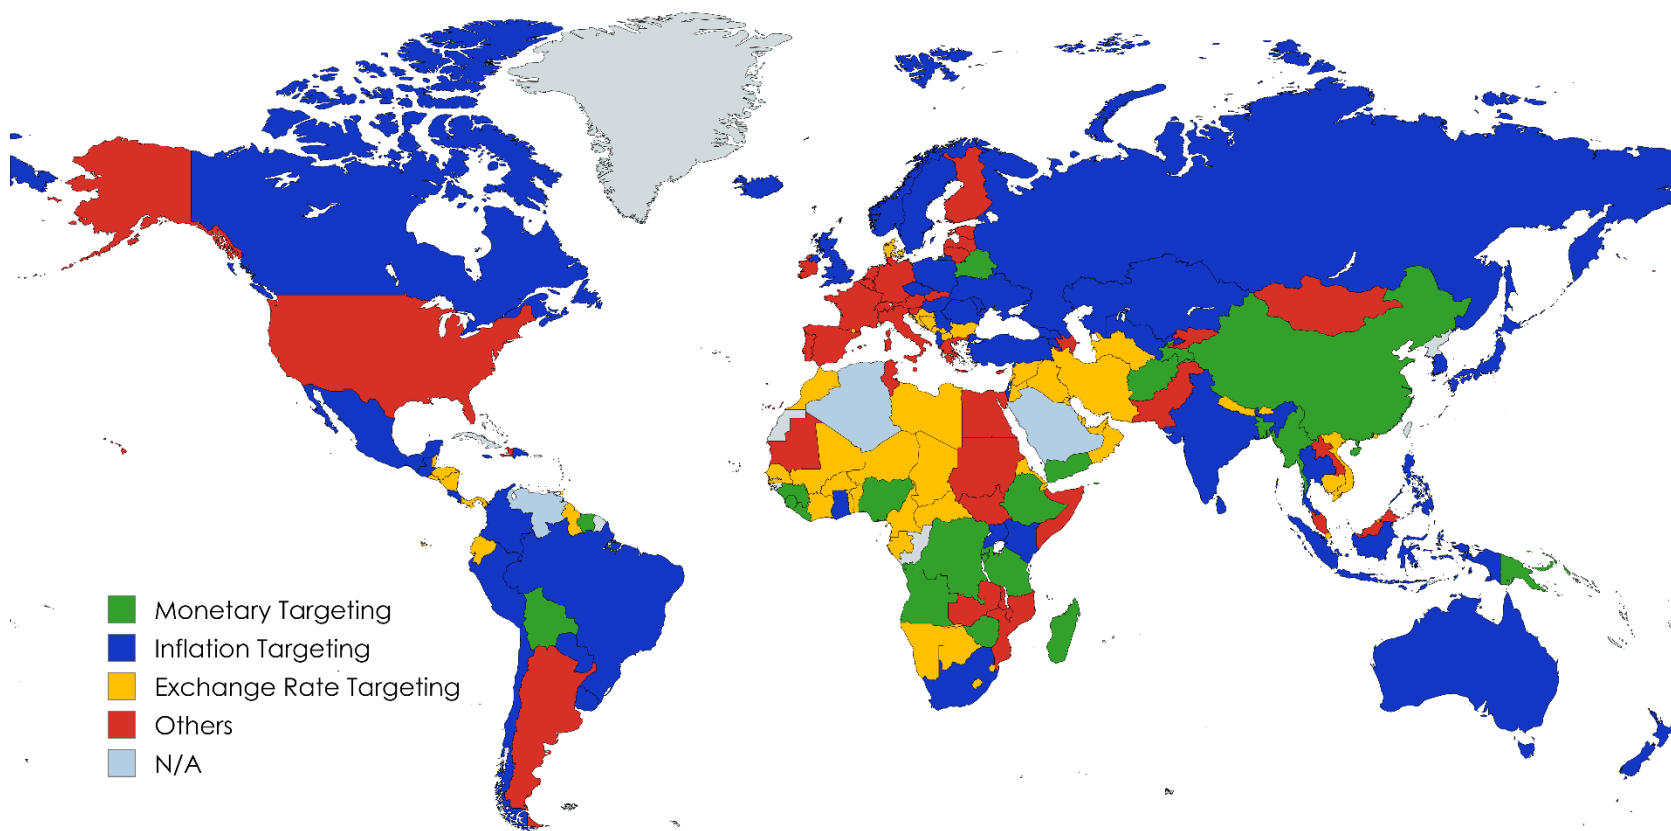 Monetary Targeting
Inflation Targeting
Exchange Rate Targeting
Others
N/A